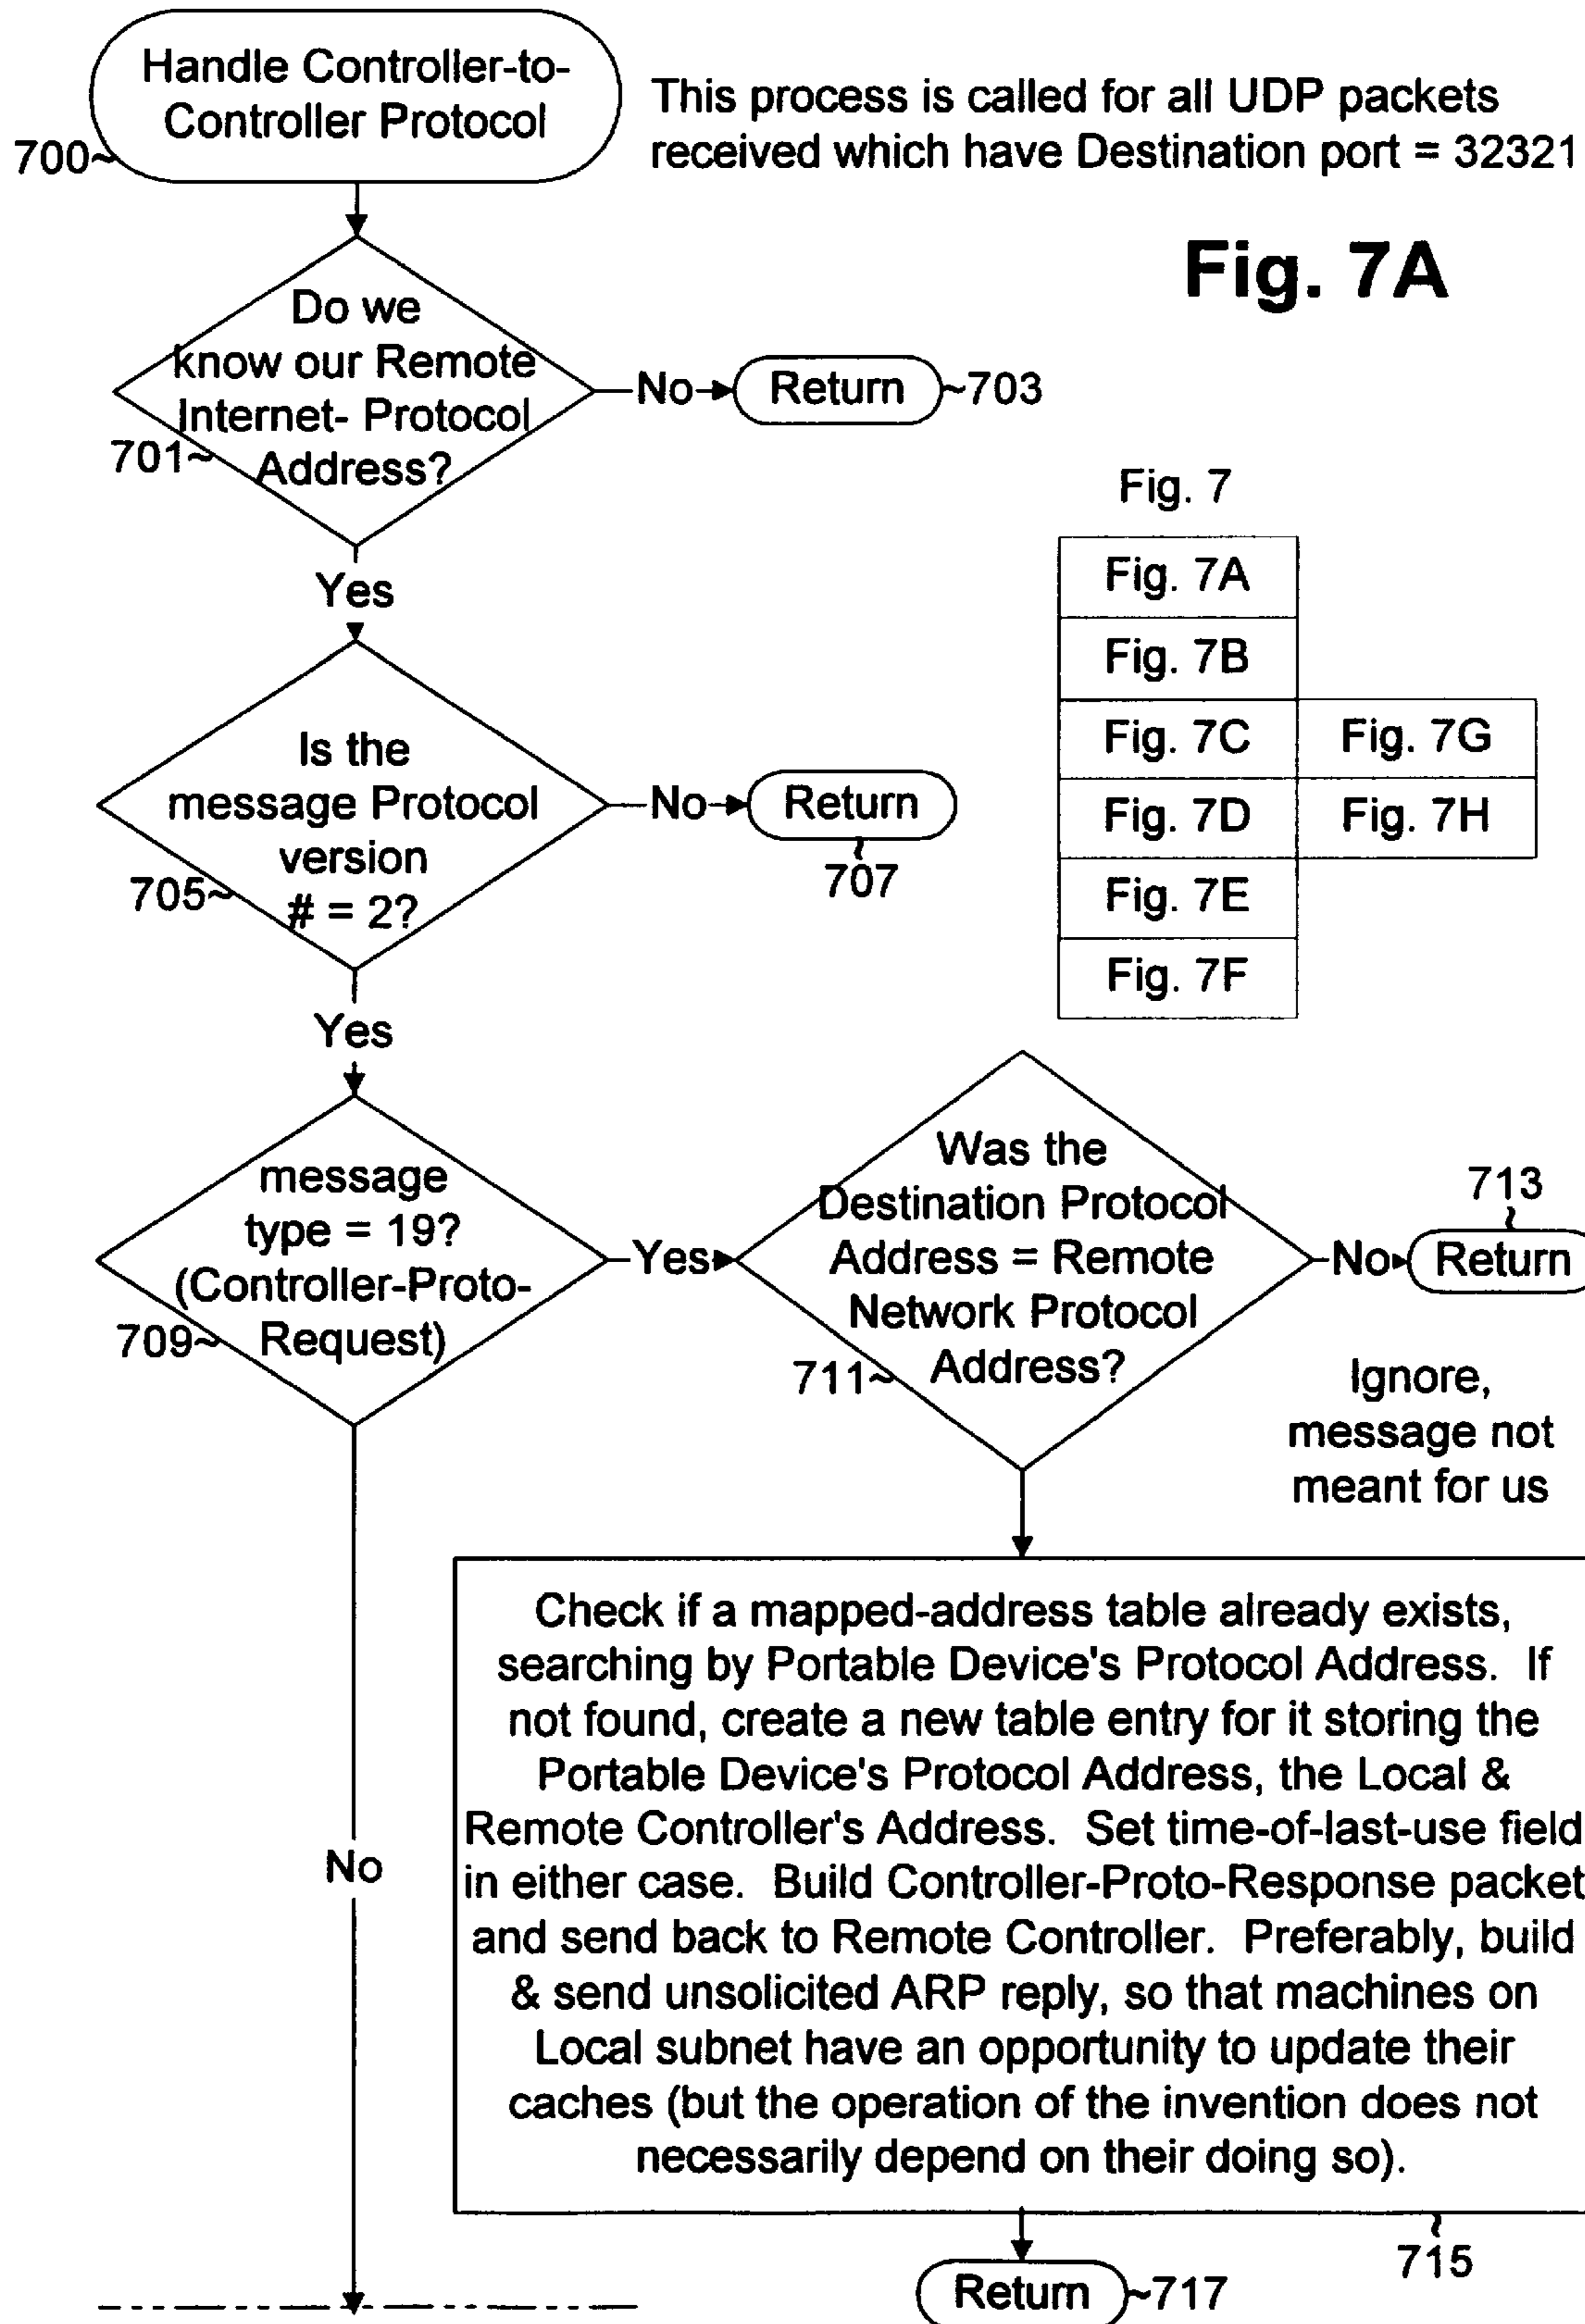 Handle Controller-to-
Controller Protocol
700~
This process is called for all UDP packets
received which have Destination port = 32321
Fig. 7A
Do we
know our Remote
Internet- Protocol
Address?
701~
No
Return
~703
Yes
Fig. 7
Fig. 7A
Fig. 7B
Fig. 7C
Fig. 7G
Fig. 7D
Fig. 7H
Fig. 7E
Fig. 7F
Is the
message Protocol
version
# = 2?
705~
No
Return
707
Yes
message
type = 19?
(Controller-Proto-
Request)
709~
Yes
Was the
Destination Protocol
Address = Remote
Network Protocol
Address?
711~
No
713
Return
Ignore,
message not
meant for us
Check if a mapped-address table already exists,
searching by Portable Device's Protocol Address. If
not found, create a new table entry for it storing the
Portable Device's Protocol Address, the Local &
Remote Controller's Address. Set time-of-last-use field
in either case. Build Controller-Proto-Response packet
and send back to Remote Controller. Preferably, build
& send unsolicited ARP reply, so that machines on
Local subnet have an opportunity to update their
caches (but the operation of the invention does not
necessarily depend on their doing so).
715
No
Return
~717